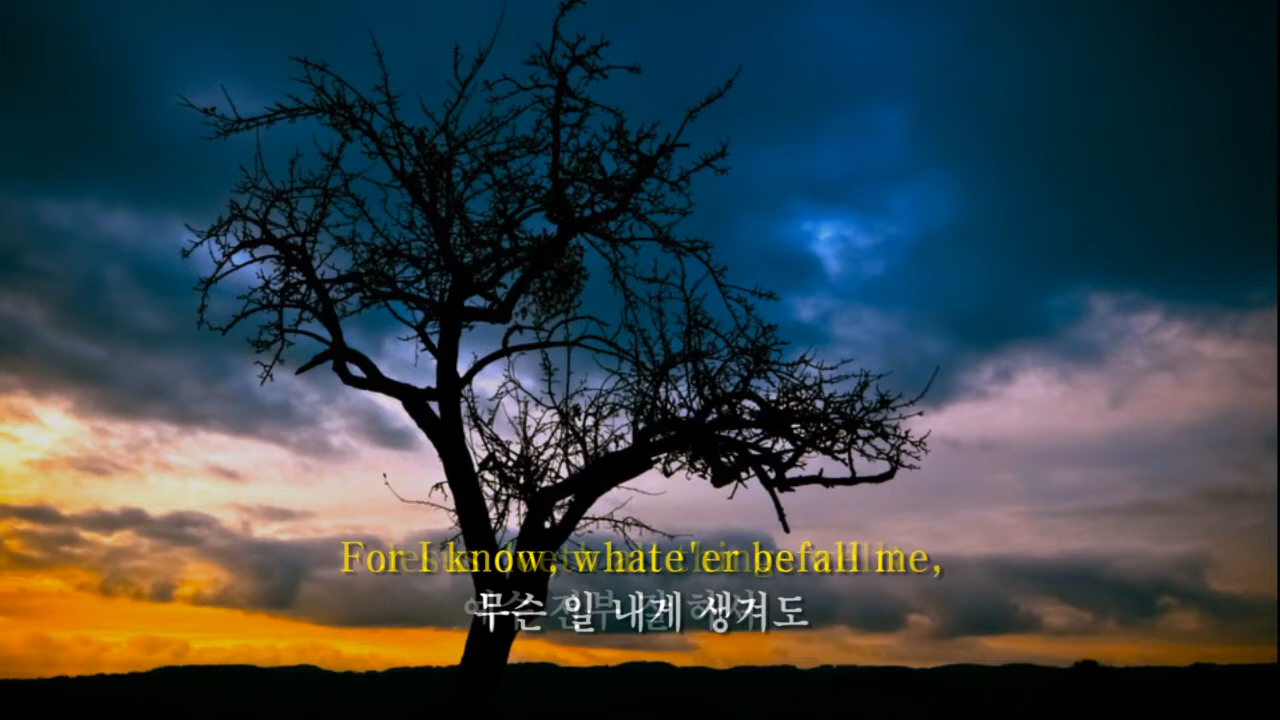 For I know, whate'er befall me,
무슨 일 내게 생겨도